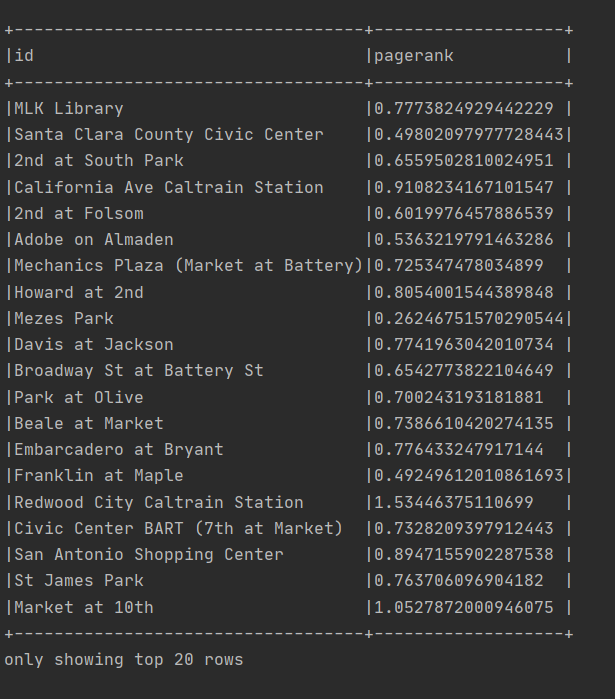 +-----------------------------------+------------------+
|id                                 |pagerank          |
+-----------------------------------+------------------+
|MLK Library                        |0.7773824929442229 |
|Santa Clara County Civic Center    |0.49802097977728443|
|2nd at South Park                  |0.6559502810024951 |
|California Ave Caltrain Station    |0.9108234167101547 |
|2nd at Folsom                      |0.6019976457886539 |
|Adobe on Almaden                   |0.5363219791463286 |
|Mechanics Plaza (Market at Battery)|0.725347478034899  |
|Howard at 2nd                      |0.8054001544389848 |
|Mezes Park                         |0.26246751570290544|
|Davis at Jackson                   |0.7741963042010734 |
|Broadway St at Battery St          |0.6542773822104649 |
|Park at Olive                      |0.700243193181881  |
|Beale at Market                    |0.7386610420274135 |
|Embarcadero at Bryant              |0.776433247917144  |
|Franklin at Maple                  |0.49249612010861693|
|Redwood City Caltrain Station      |1.53446375110699   |
|Civic Center BART (7th at Market)  |0.7328209397912443 |
|San Antonio Shopping Center        |0.8947155902287538 |
|St James Park                      |0.763706096904182  |
|Market at 10th                     |1.0527872000946075 |
+-----------------------------------+------------------+
only showing top 20 rows